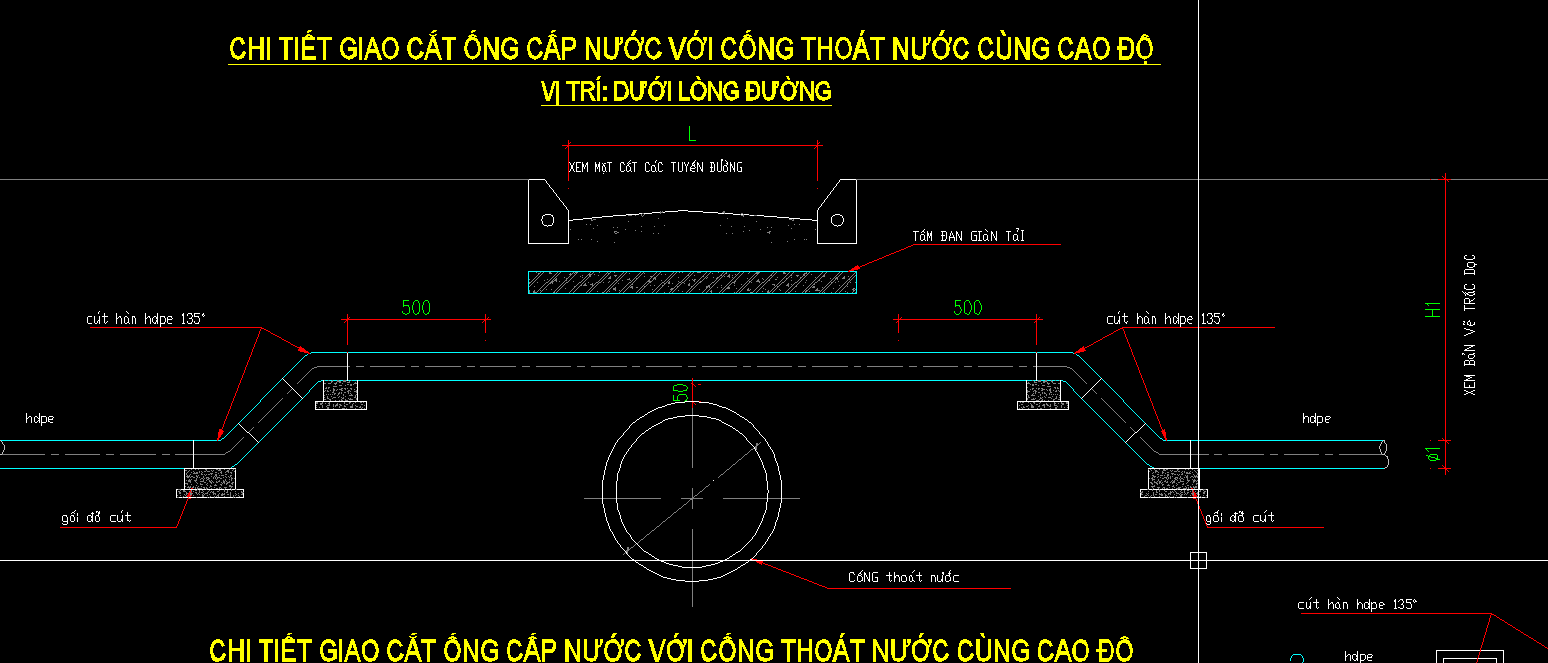 CHI TIẾT GIAO CẮT ỐNG CẤP NƯỚC VỚI CỐNG THOÁT NƯỚC CÙNG CAO ĐỘ
VỊ TRÍ: DƯỚI LÒNG ĐƯỜNG
L
XEM MặT CắT CáC TUYếN ĐƯỜNG
TấM ĐAN GIảN TảI
500
500
cút hàn hdpe 135°
cút hàn hdpe 135°
H1
XEM BảN Vẽ TRắC DọC
50
hdpe
hdpe
ø1
gối đỡ cút
gối đỡ cút
CốNG thoát nước
cút hàn hdpe 135°
CHI TIẾT GIAO CẮT ỐNG CẤP NƯỚC VỚI CỐNG THOÁT NƯỚC CÙNG CAO ĐỘ
hdpe